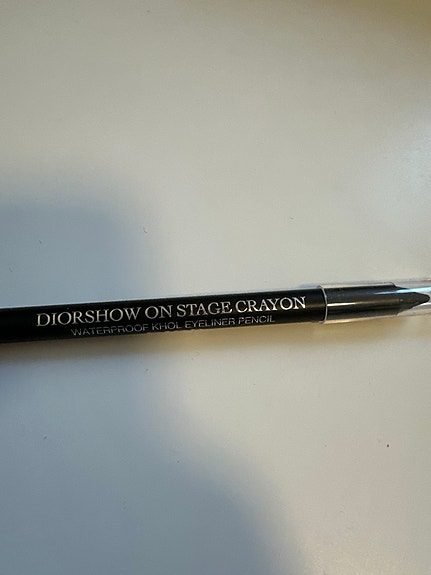 DIORSHOW ON STAGE CRAYON
WATERPROOF KHOL EYELINER PENCIL